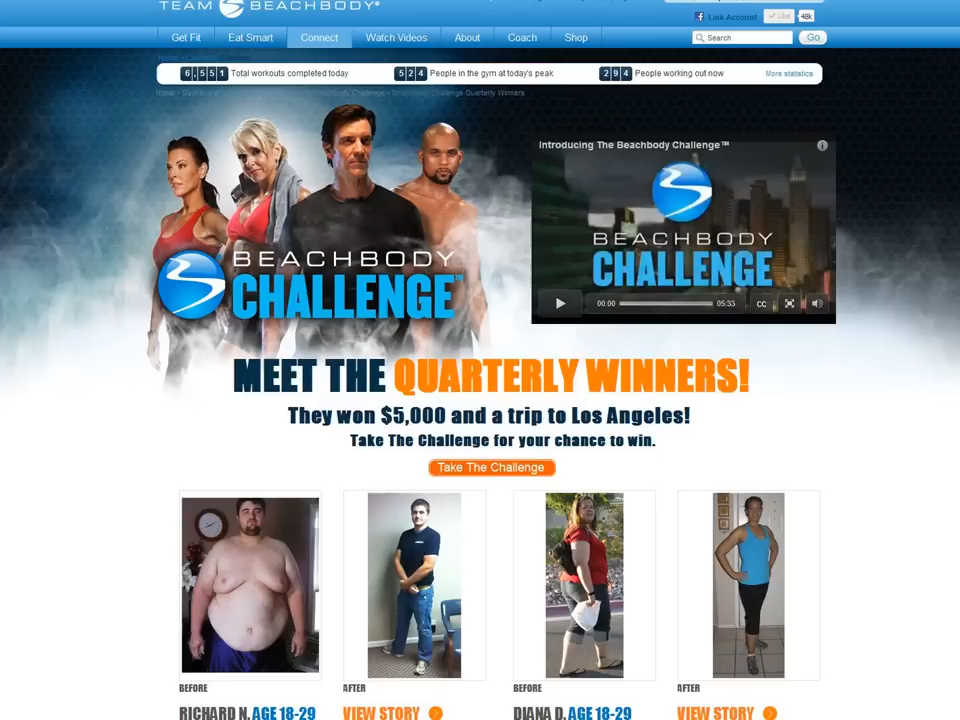 TEAM BEACHBODY®
Link Account
Like
48k
Get Fit
Eat Smart
Connect
Watch Videos
About
Coach
Shop
Search
Go
6,551 Total workouts completed today
524 People in the gym at today's peak
294 People working out now
More statistics
Home
Challenge Quarterly Winners
Introducing The Beachbody Challenge™
BEACHBODY
CHALLENGE
BEACHBODY
CHALLENGE™
00:00
05:33
CC
MEET THE QUARTERLY WINNERS!
They won $5,000 and a trip to Los Angeles!
Take The Challenge for your chance to win.
Take The Challenge
BEFORE
AFTER
BEFORE
AFTER
RICHARD N. AGE 18-29
VIEW STORY
DIANA D. AGE 18-29
VIEW STORY